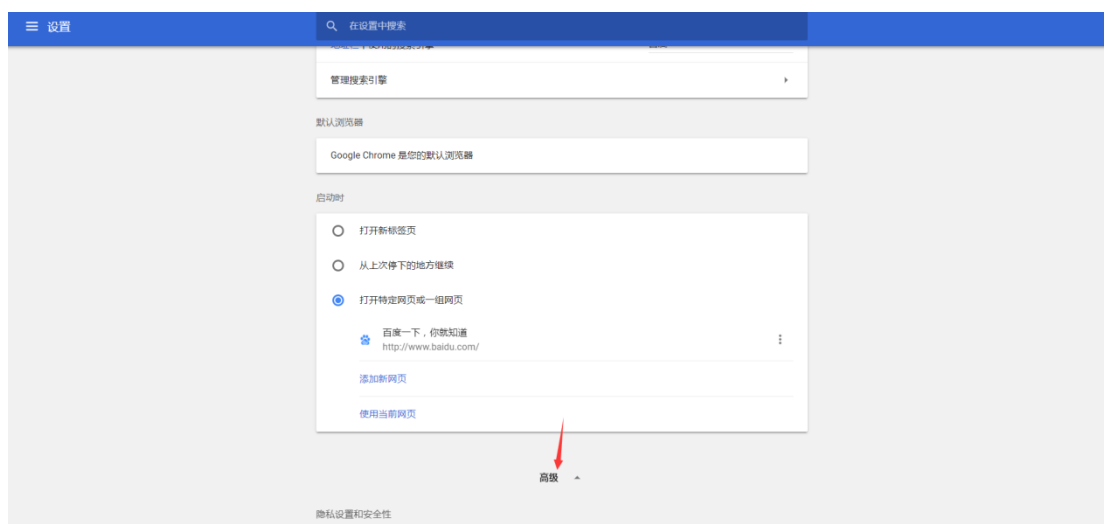 设置
在设置中搜索
管理搜索引擎
默认浏览器
Google Chrome 是您的默认浏览器
启动时
打开新标签页
从上次停下的地方继续
打开特定网页或一组网页
百度一下，你就知道
http://www.baidu.com/
添加新网页
使用当前网页
高级
隐私设置和安全性